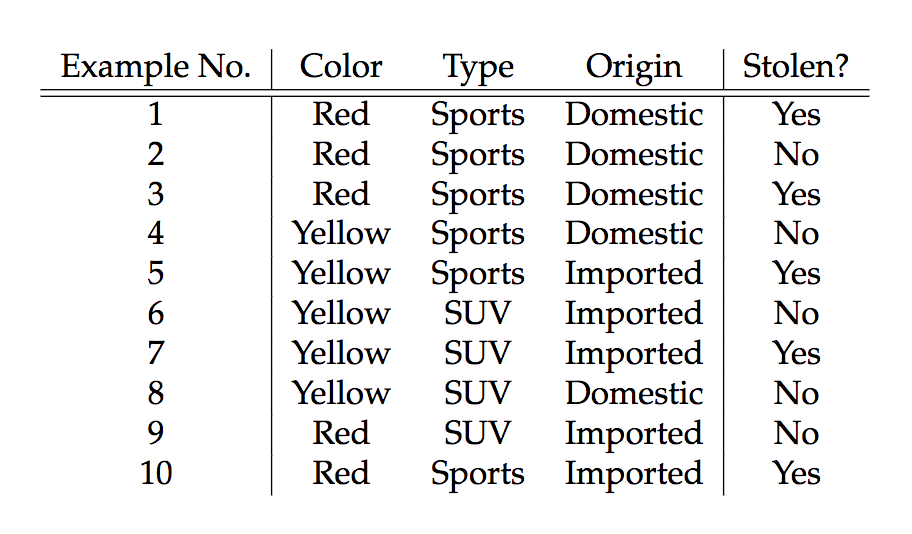 Example No. Color Type Origin Stolen?
1 Red Sports Domestic Yes
2 Red Sports Domestic No
3 Red Sports Domestic Yes
4 Yellow Sports Domestic No
5 Yellow Sports Imported Yes
6 Yellow SUV Imported No
7 Yellow SUV Imported Yes
8 Yellow SUV Domestic No
9 Red SUV Imported No
10 Red Sports Imported Yes